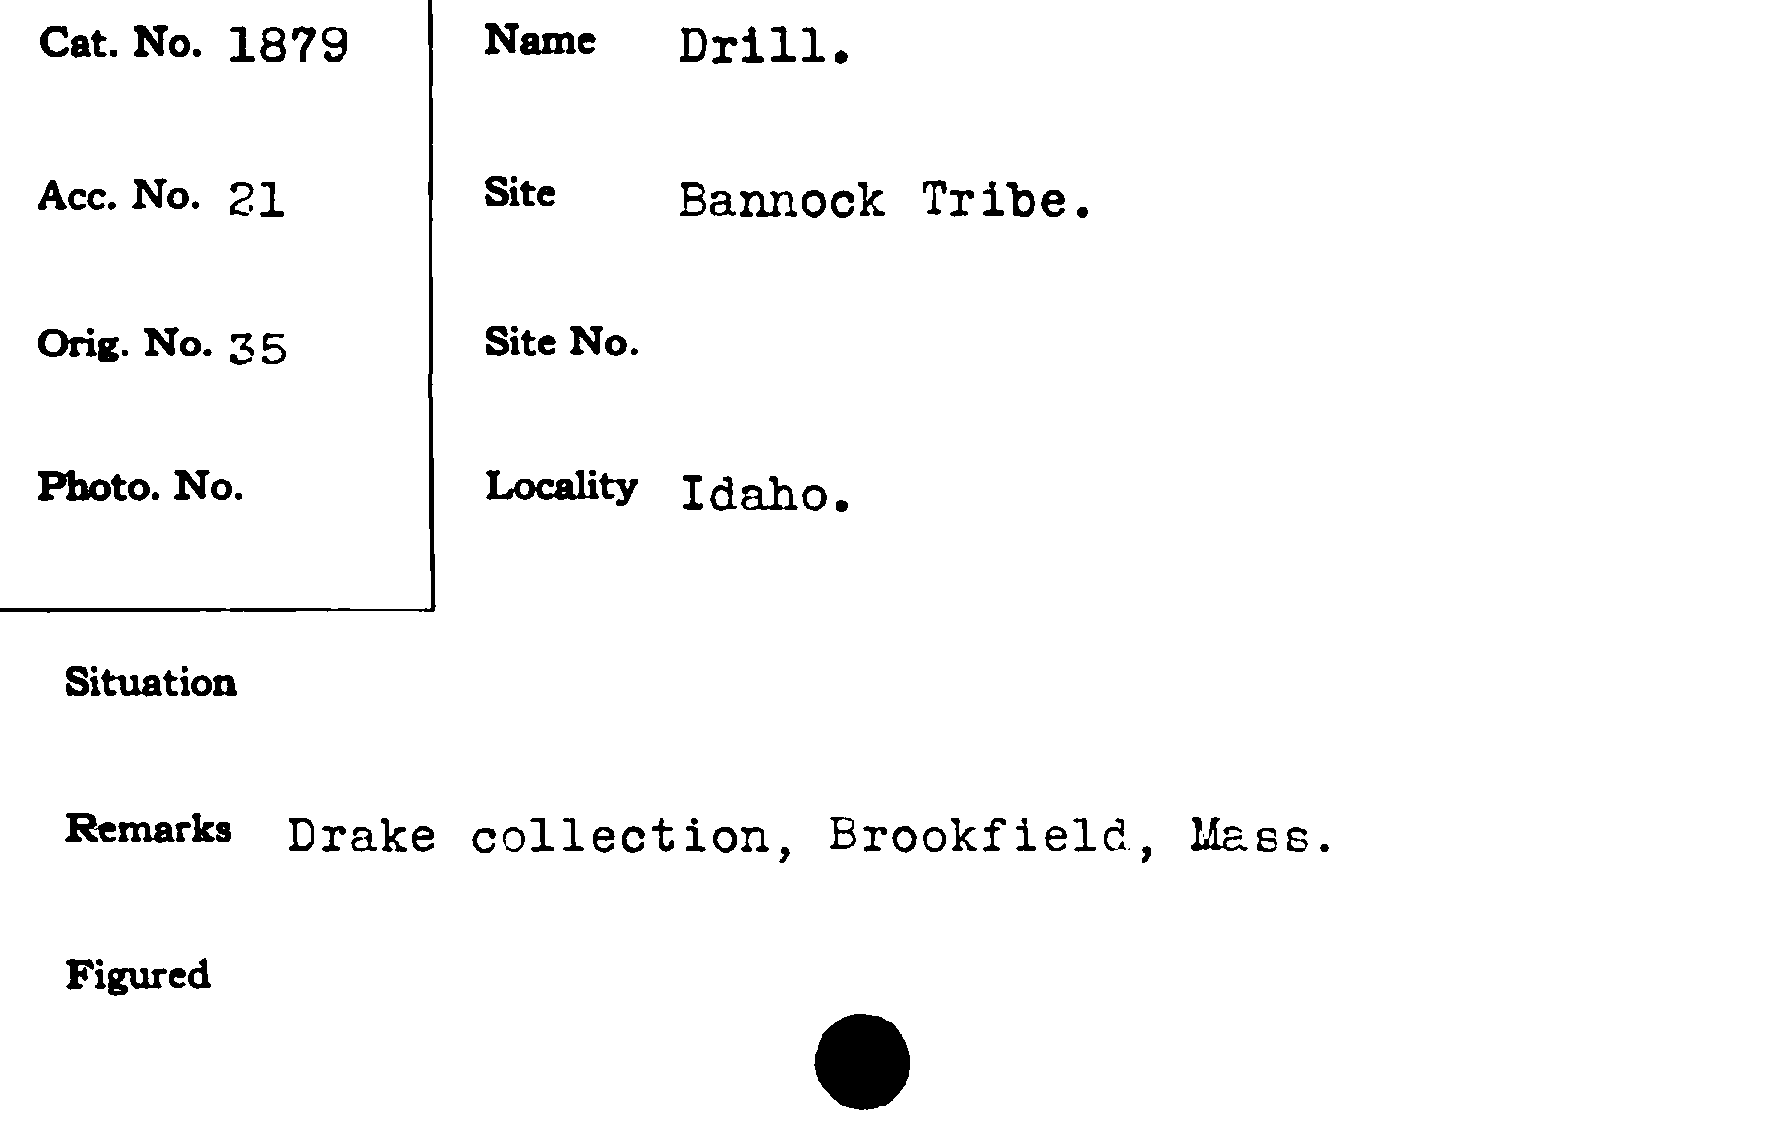 Cat. No. 1879
Acc. No. 21
Orig. No. 35
Photo. No.
Name Drill.
Site Bannock Tribe.
Site No.
Locality Idaho.
Situation
Remarks Drake collection, Brookfield, Mass.
Figured